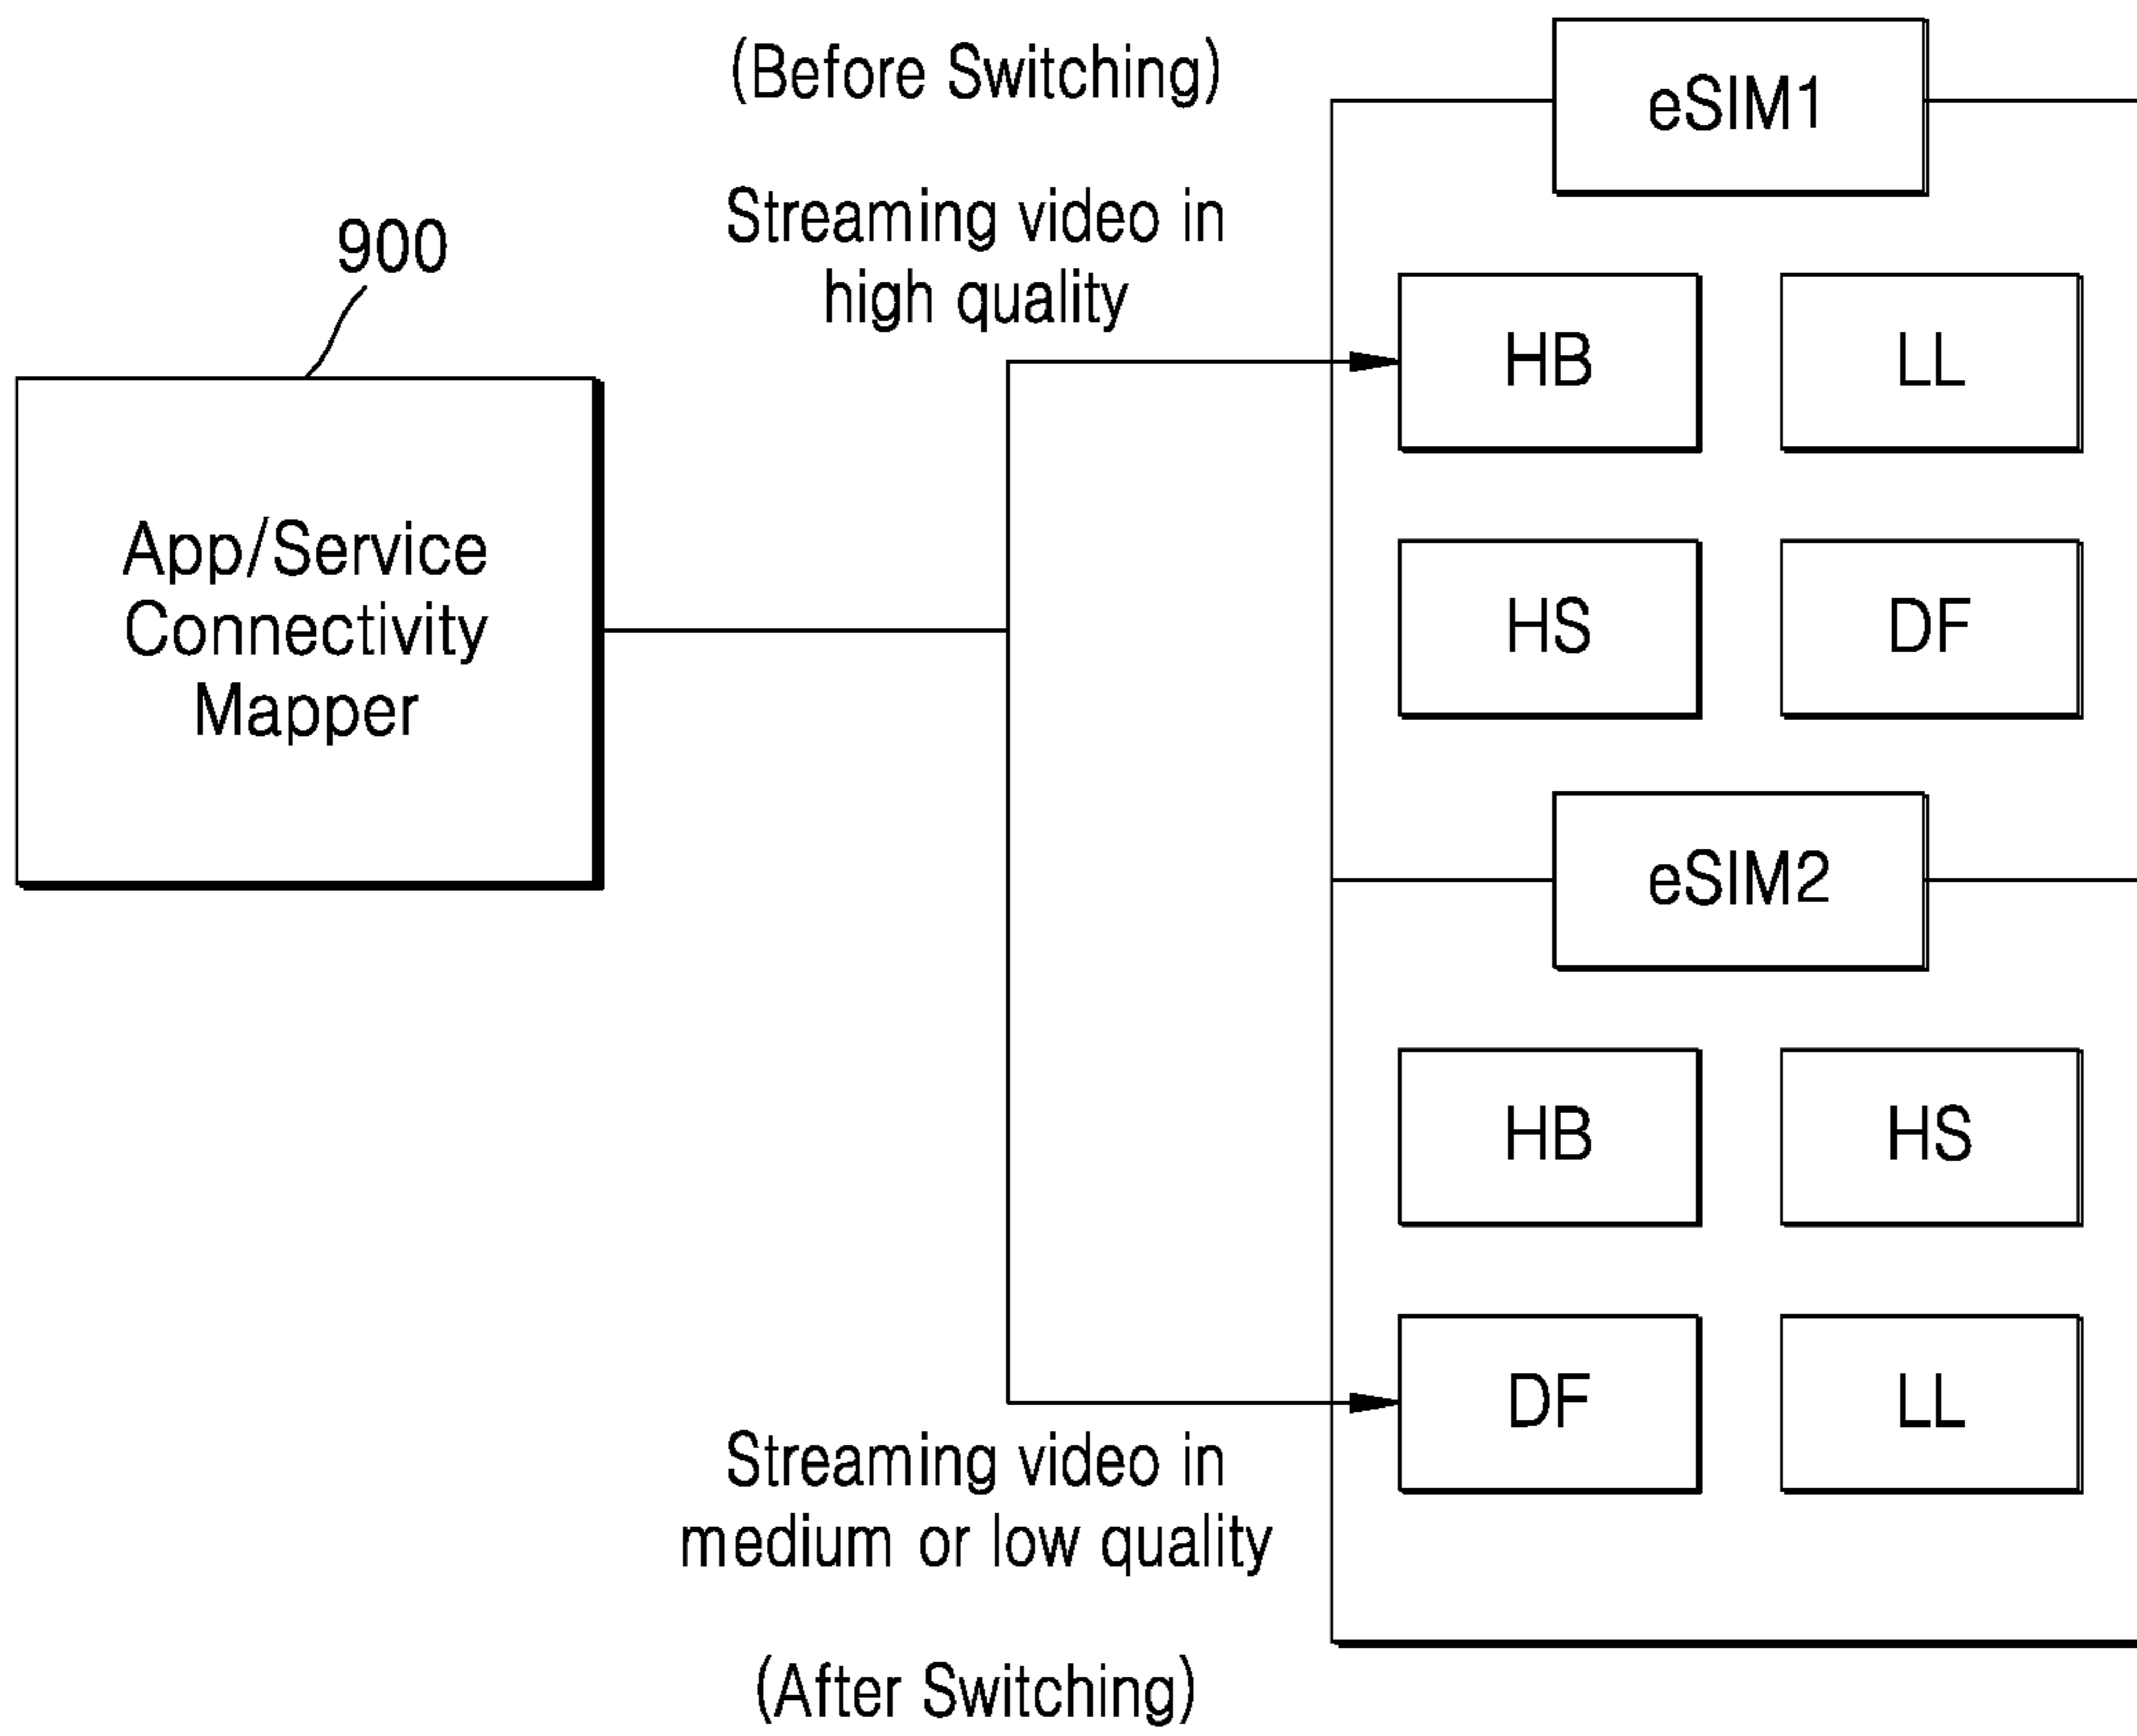 (Before Switching)
eSIM1
Streaming video in
high quality
900
HB
LL
App/Service
Connectivity
Mapper
HS
DF
eSIM2
HB
HS
DF
LL
Streaming video in
medium or low quality
(After Switching)